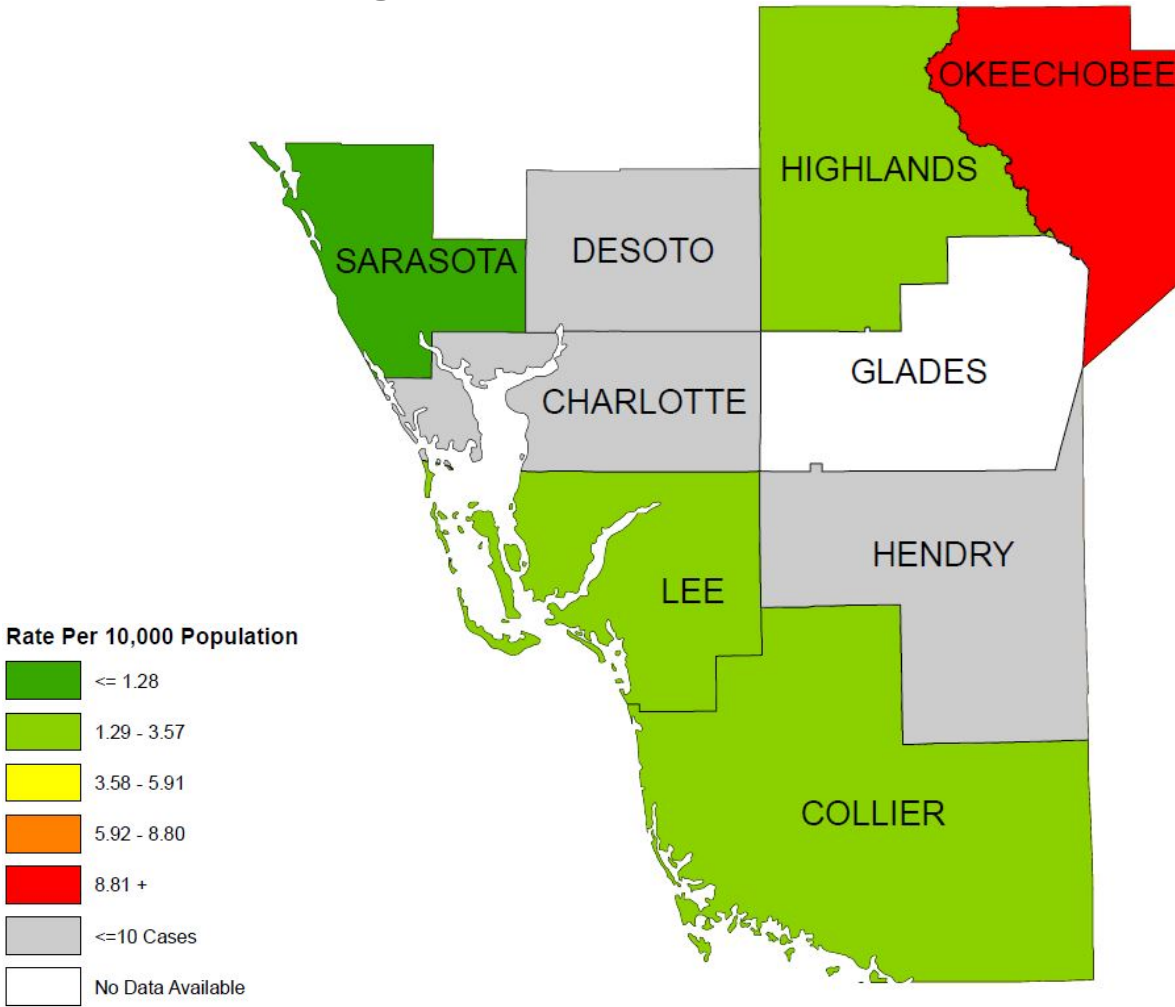 OKEECHOBEE
HIGHLANDS
SARASOTA
DESOTO
GLADES
CHARLOTTE
HENDRY
LEE
COLLIER
Rate Per 10,000 Population
<= 1.28
1.29 - 3.57
3.58 - 5.91
5.92 - 8.80
8.81 +
<=10 Cases
No Data Available